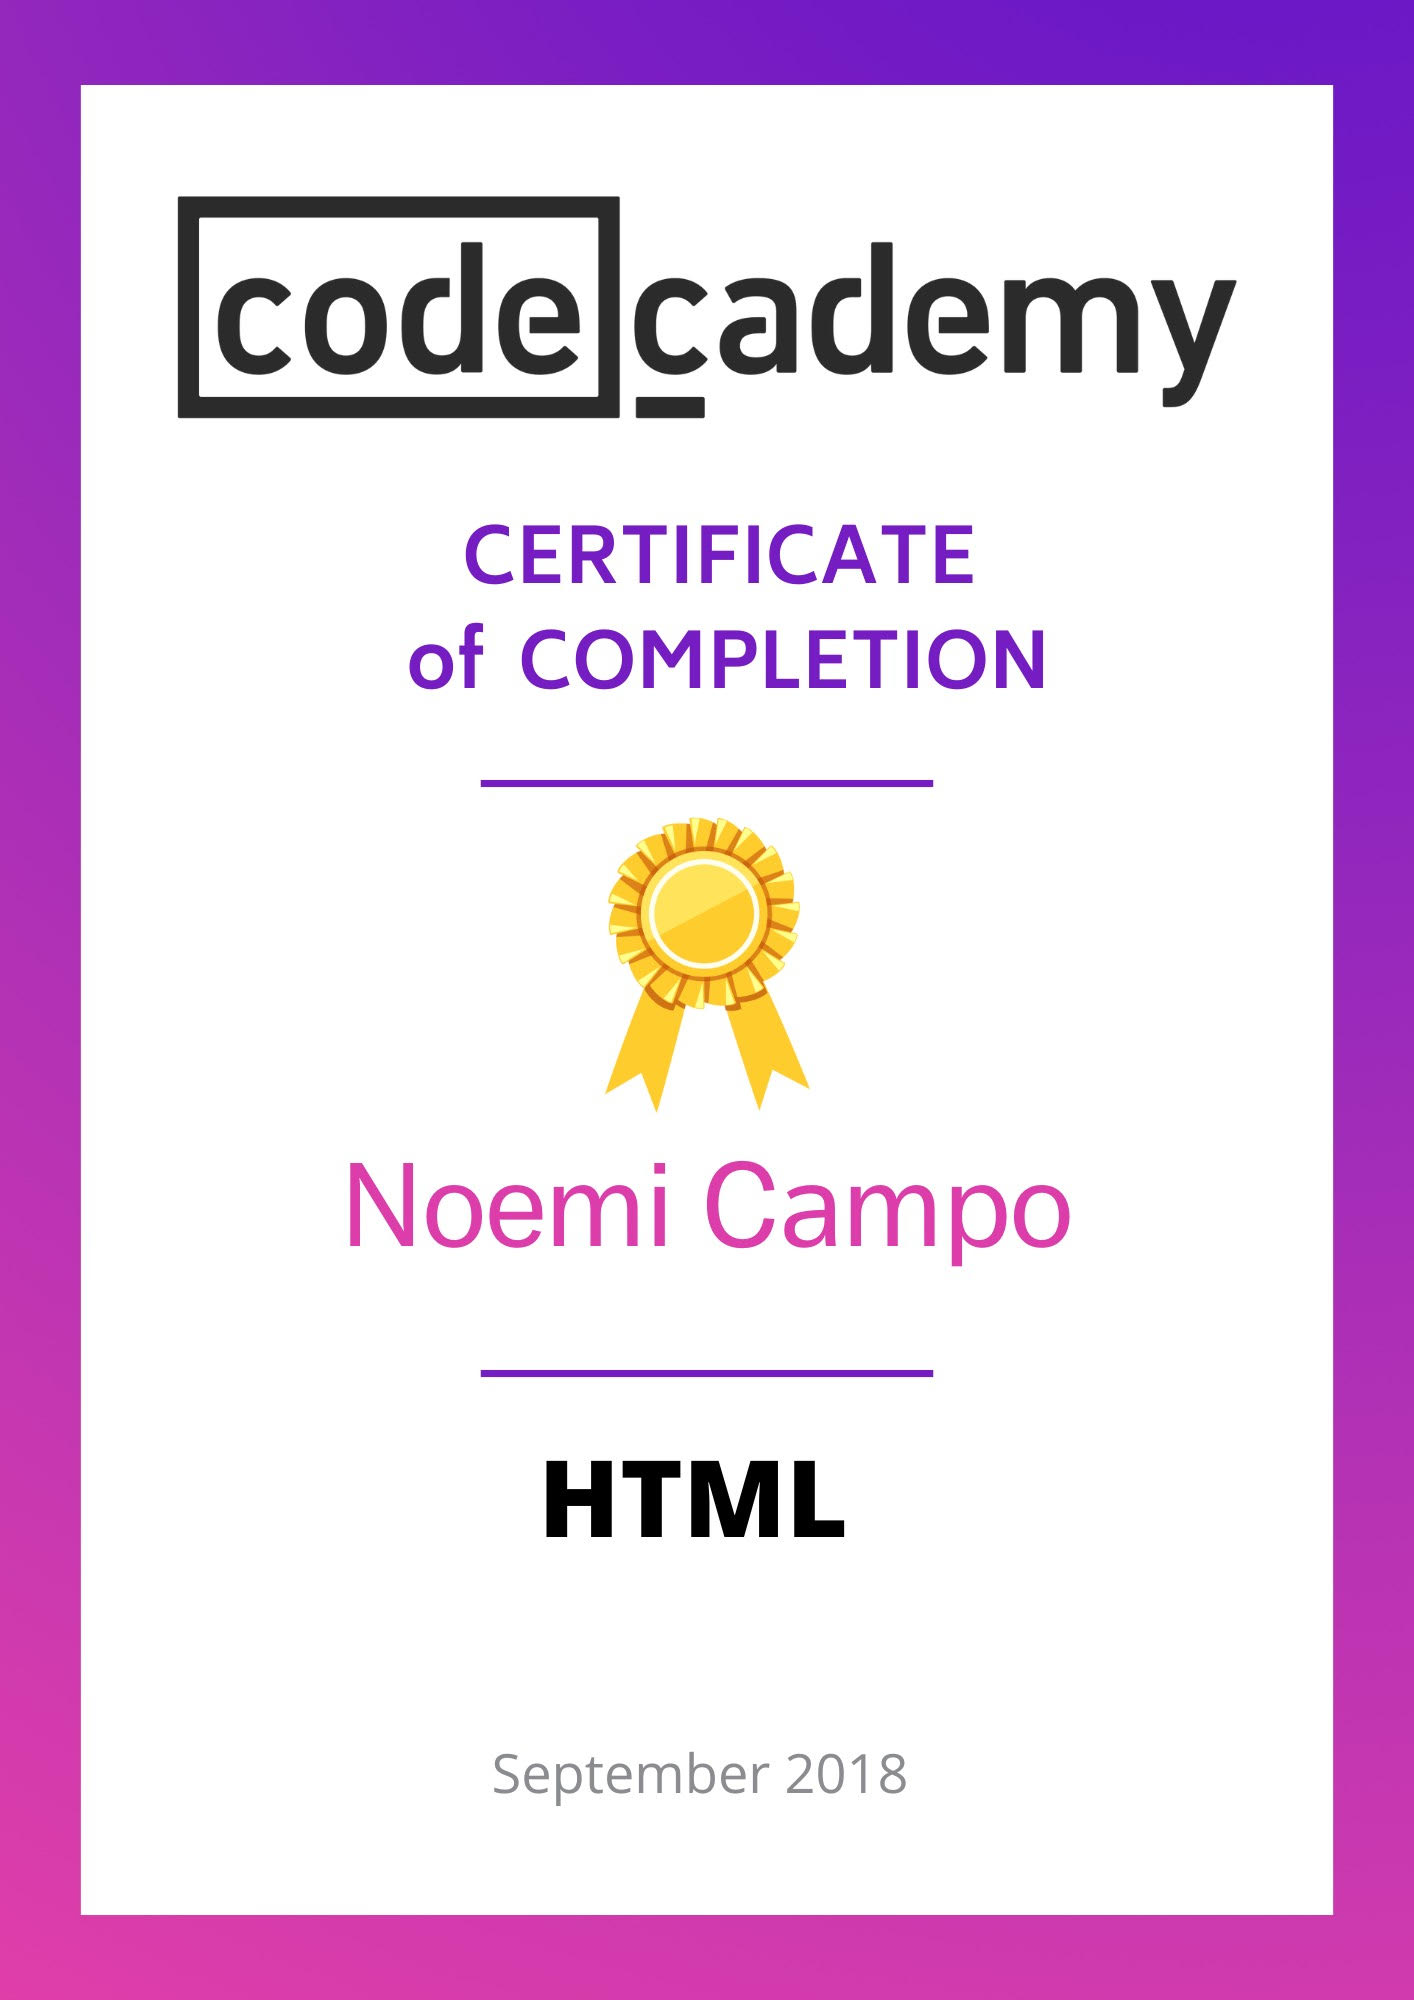 codecademy
CERTIFICATE
of COMPLETION
Noemi Campo
HTML
September 2018